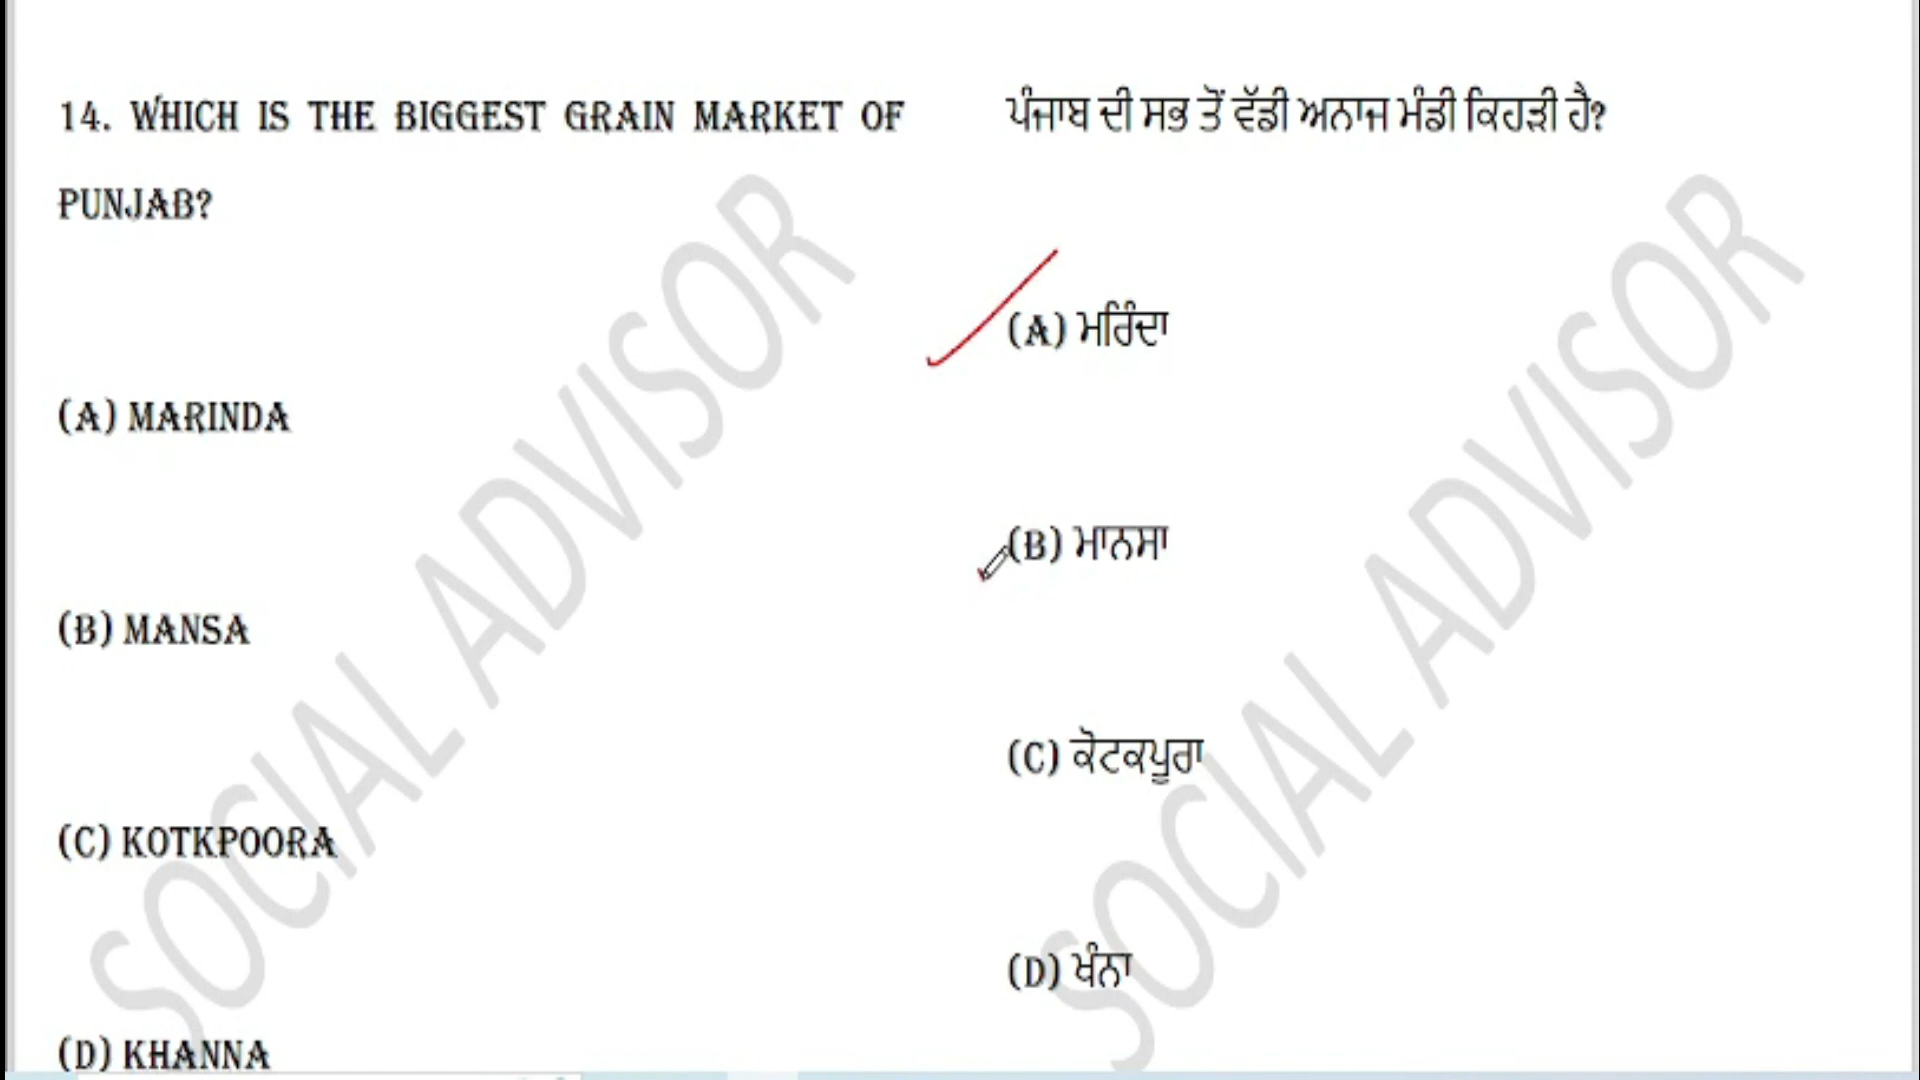 14. WHICH IS THE BIGGEST GRAIN MARKET OF
PUNJAB?
(A) MARINDA
(B) MANSA
(C) KOTKPOORA
(D) KHANNA
ਪੰਜਾਬ ਦੀ ਸਭ ਤੋਂ ਵੱਡੀ ਅਨਾਜ ਮੰਡੀ ਕਿਹੜੀ ਹੈ?
(A) ਮਰਿੰਦਾ
(B) ਮਾਨਸਾ
(C) ਕੋਟਕਪੂਰਾ
(D) ਖੰਨਾ
SOCIAL ADVISOR
SOCIAL ADVISOR